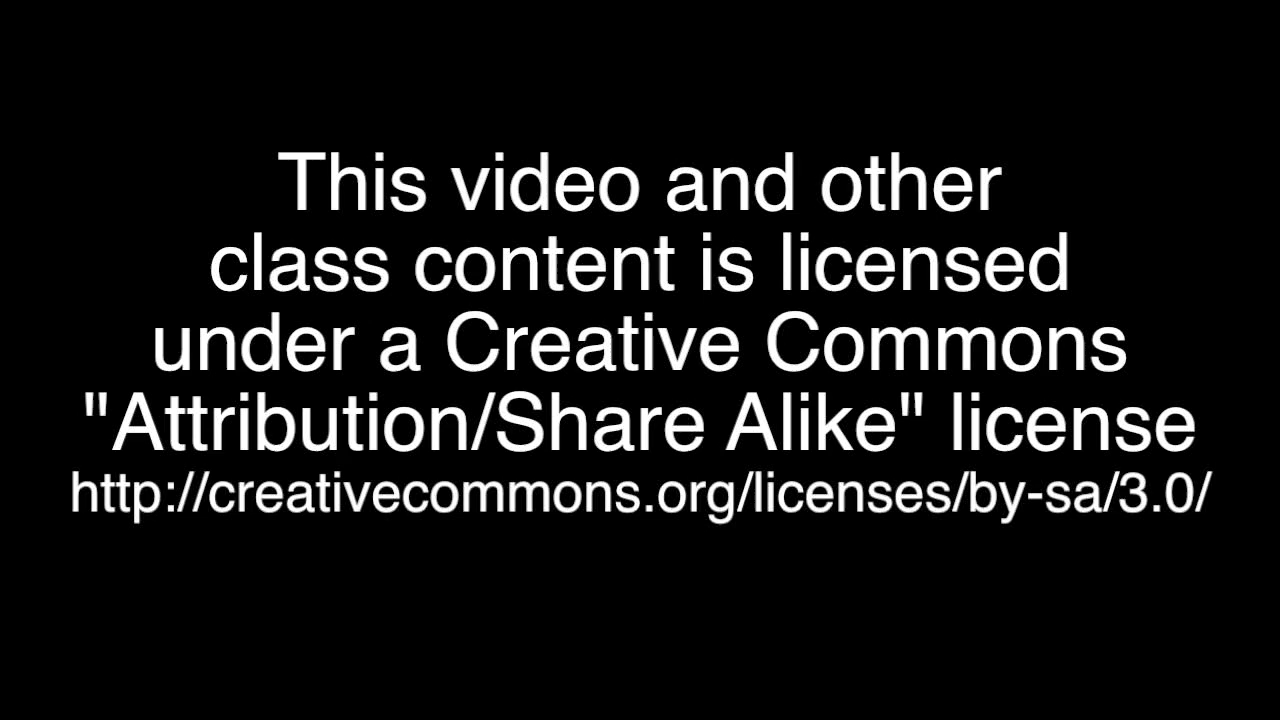 This video and other
class content is licensed
under a Creative Commons
"Attribution/Share Alike" license
http://creativecommons.org/licenses/by-sa/3.0/